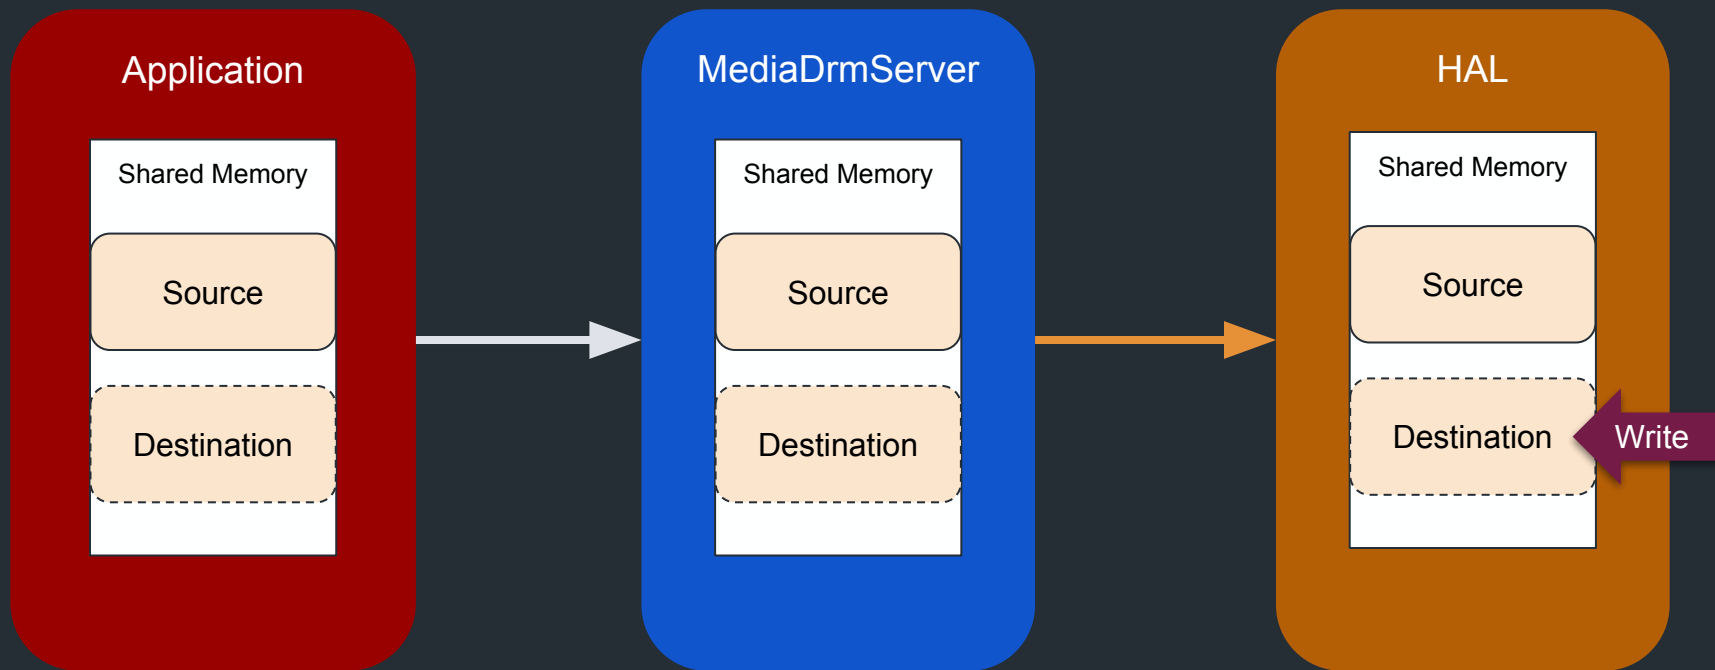 Application
Shared Memory
Source
Destination
MediaDrmServer
Shared Memory
Source
Destination
HAL
Shared Memory
Source
Destination
Write